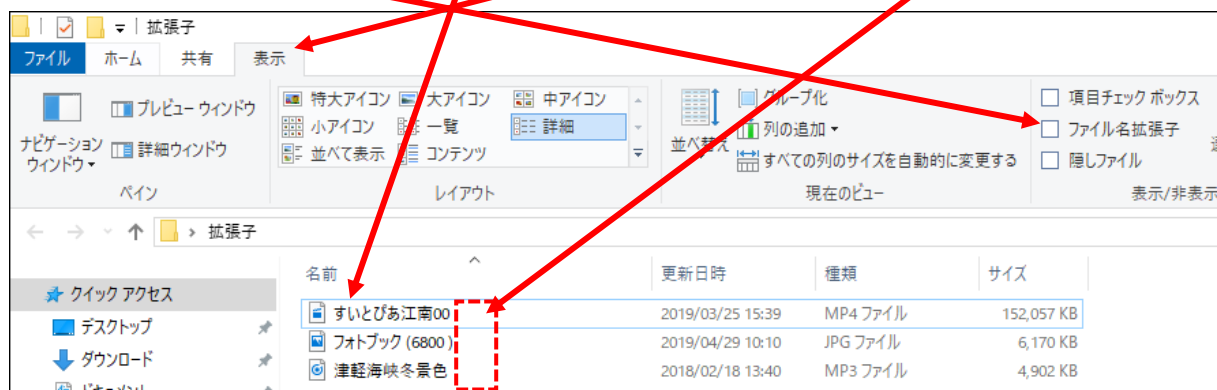 拡張子
ファイル ホーム 共有 表示
ナビゲーション
ウィンドウ
プレビュー ウィンドウ
詳細ウィンドウ
ペイン
特大アイコン 大アイコン 中アイコン
小アイコン 一覧 詳細
並べて表示 コンテンツ
レイアウト
並べ替え
グループ化
列の追加
すべての列のサイズを自動的に変更する
現在のビュー
項目チェック ボックス
ファイル名拡張子
隠しファイル
表示/非表示
拡張子
クイック アクセス
デスクトップ
ダウンロード
名前 更新日時 種類 サイズ
すいとぴあ江南00 2019/03/25 15:39 MP4 ファイル 152,057 KB
フォトブック (6800 ) 2019/04/29 10:10 JPG ファイル 6,170 KB
津軽海峡冬景色 2018/02/18 13:40 MP3 ファイル 4,902 KB